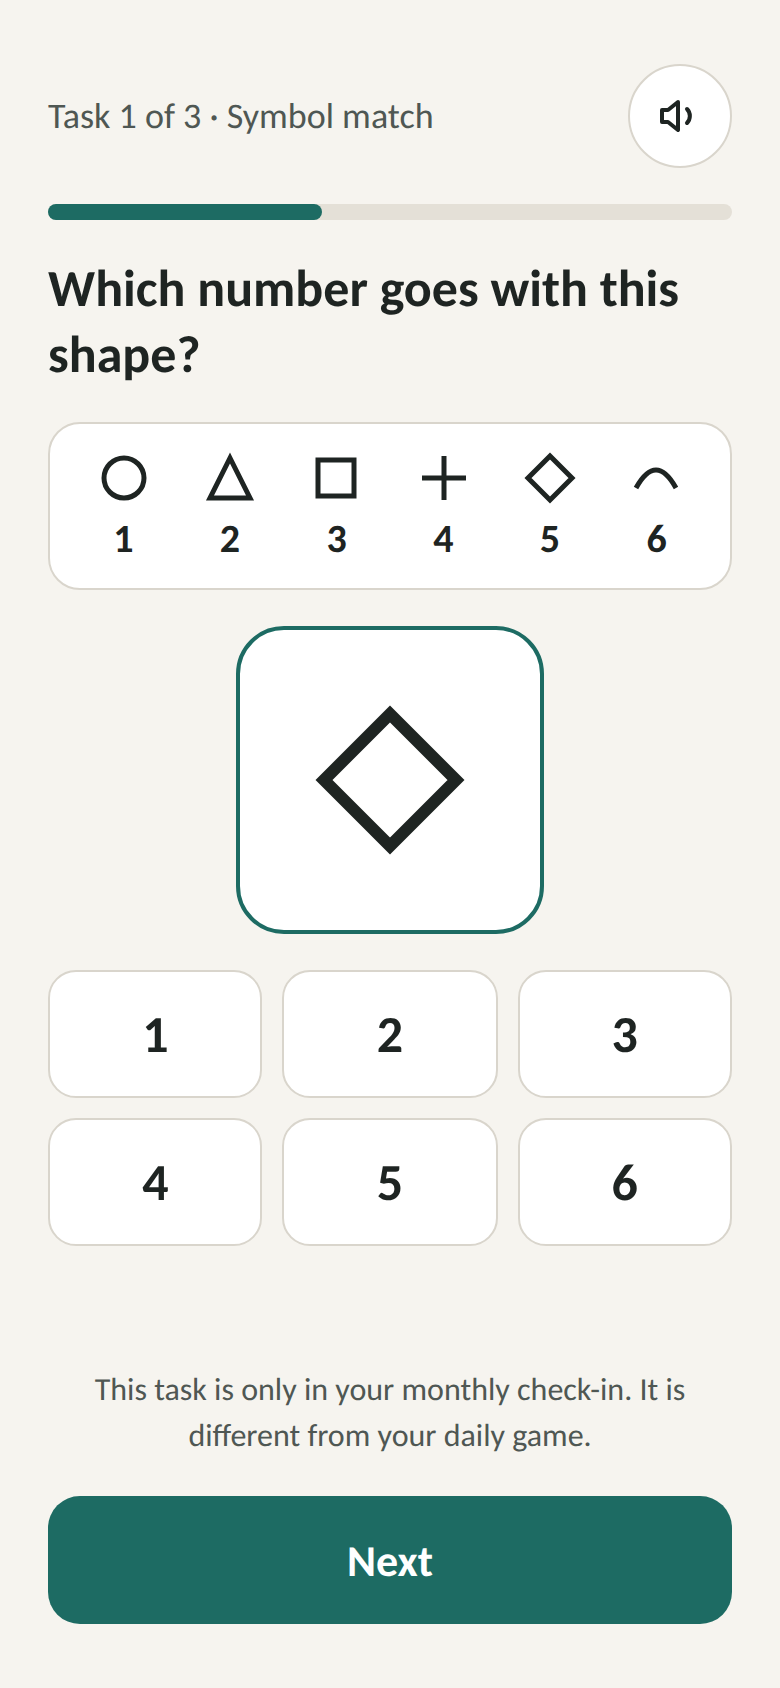 Task 1 of 3 · Symbol match
Which number goes with this
shape?
1 2 3 4 5 6
1 2 3
4 5 6
This task is only in your monthly check-in. It is
different from your daily game.
Next